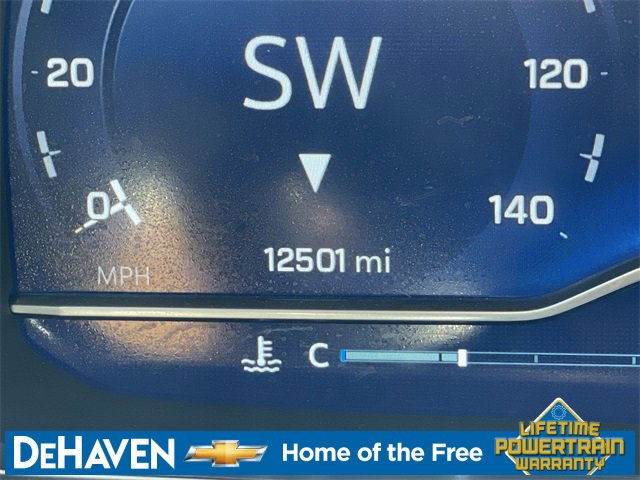 SW
20
120
0
140
12501 mi
MPH
C
DEHAVEN
Home of the Free
LIFETIME
POWERTRAIN
WARRANTY